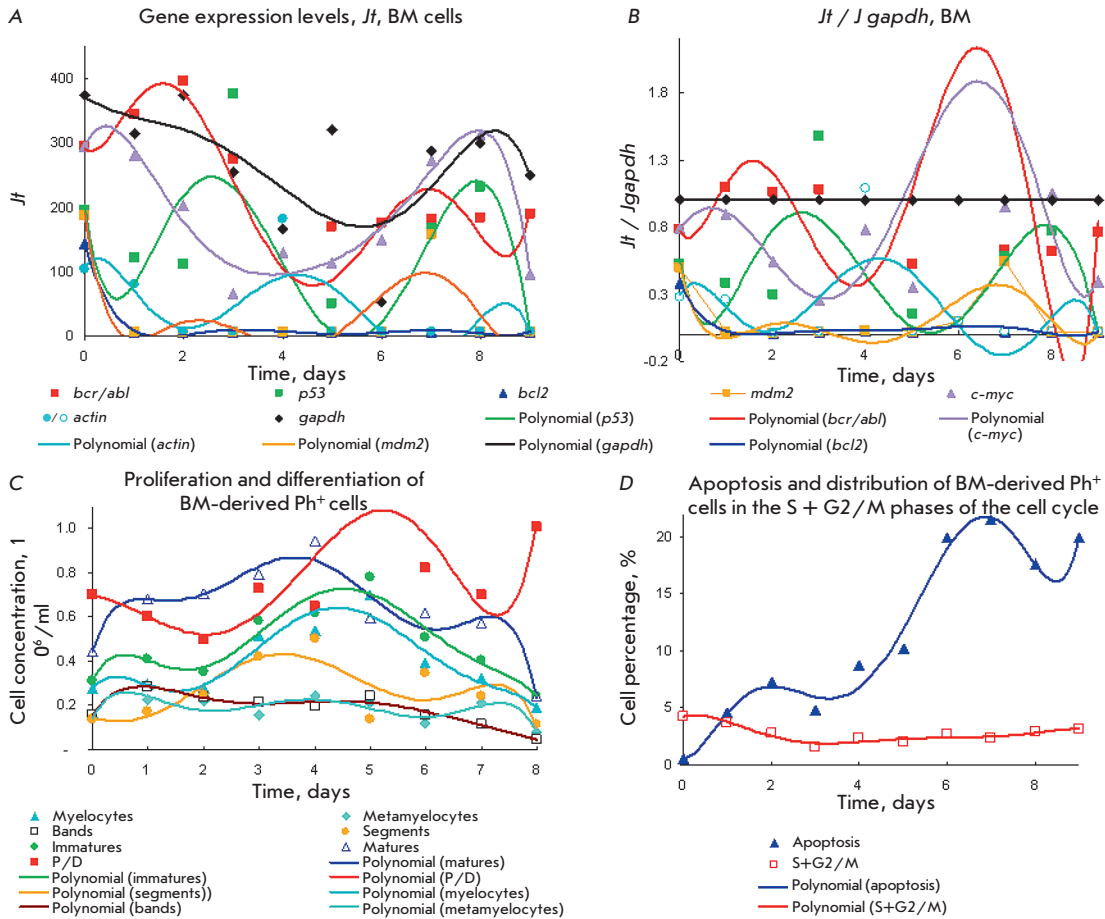 A
Gene expression levels, Jt, BM cells
Jt
400
300
200
100
0
0
2
4
6
8
Time, days
B
Jt / J gapdh, BM
Jt / Jgapdh
1.8
1.3
0.8
0.3
-0.2
0
2
4
6
8
Time, days
bcr/abl
p53
bcl2
mdm2
c-myc
/ actin
gapdh
Polynomial (p53)
Polynomial (bcr/abl)
Polynomial (c-myc)
Polynomial (actin)
Polynomial (mdm2)
Polynomial (gapdh)
Polynomial (bcl2)
C
Proliferation and differentiation of
BM-derived Ph+ cells
Cell concentration, 1
0⁶/ml
1.0
0.8
0.6
0.4
0.2
-
0
1
2
3
4
5
6
7
8
Time, days
Myelocytes
Metamyelocytes
Bands
Segments
Immatures
Matures
P/D
Polynomial (matures)
Polynomial (immatures)
Polynomial (P/D)
Polynomial (segments))
Polynomial (myelocytes)
Polynomial (bands)
Polynomial (metamyelocytes)
D
Apoptosis and distribution of BM-derived Ph+
cells in the S + G2/M phases of the cell cycle
Cell percentage, %
20
15
10
5
0
0
2
4
6
8
Time, days
Apoptosis
S+G2/M
Polynomial (apoptosis)
Polynomial (S+G2/M)